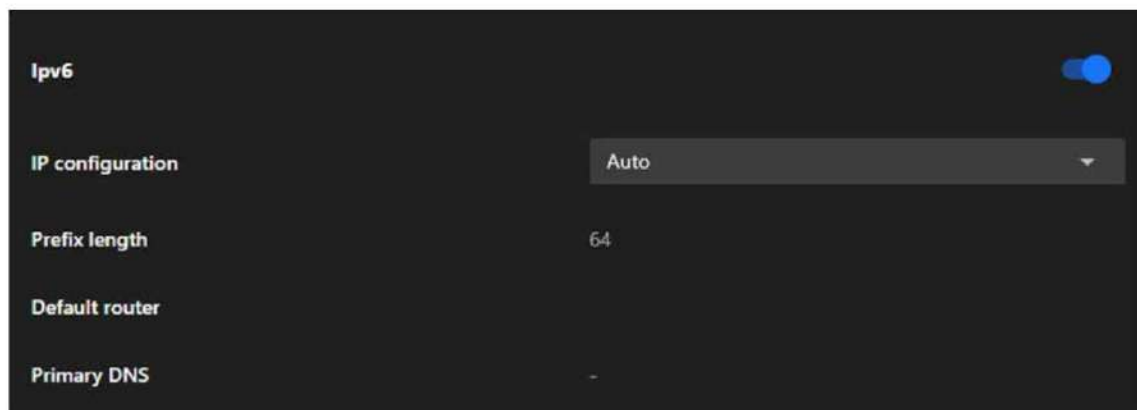 Ipv6
IP configuration Auto
Prefix length 64
Default router
Primary DNS -